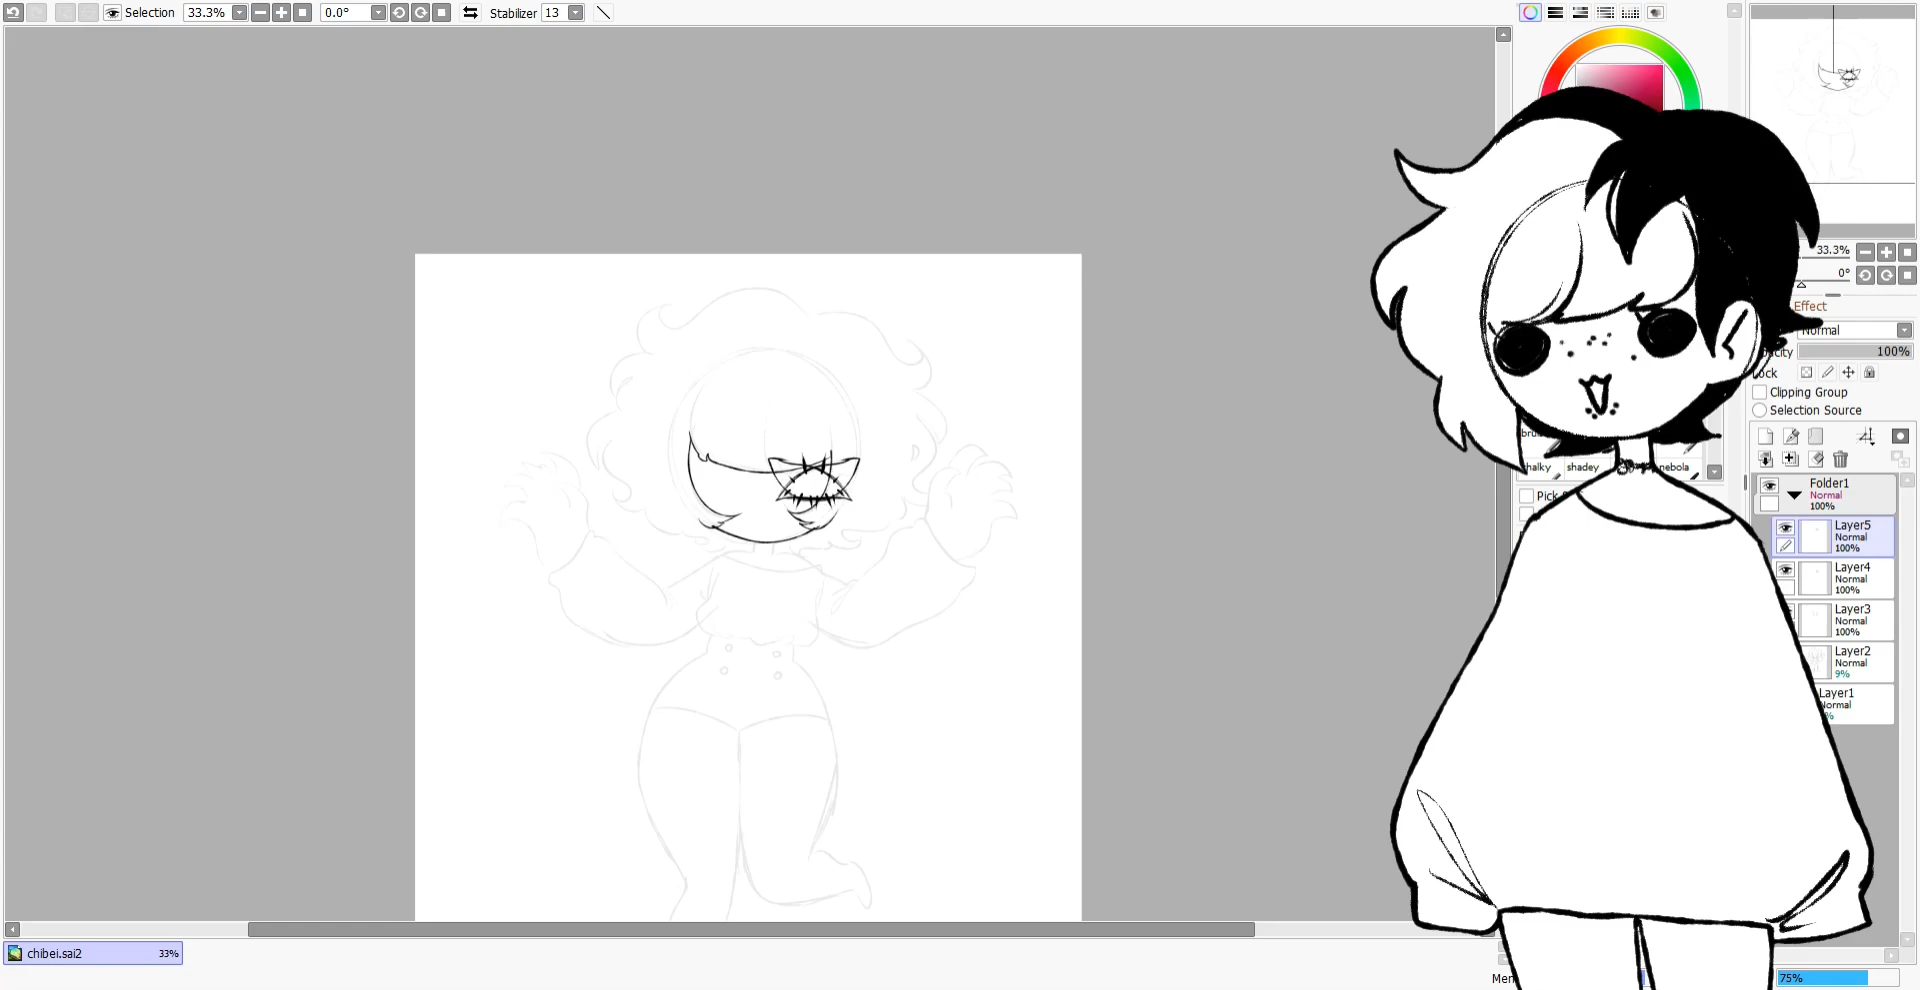 Selection 33.3% 0.0° Stabilizer 13
33.3%
0°
Effect
Normal
100%
Lock
Clipping Group
Selection Source
halky shadey nebola
Pick
Folder1
Normal
100%
Layer5
Normal
100%
Layer4
Normal
100%
Layer3
Normal
100%
Layer2
Normal
9%
Layer1
Normal
chibei.sai2 33%
75%